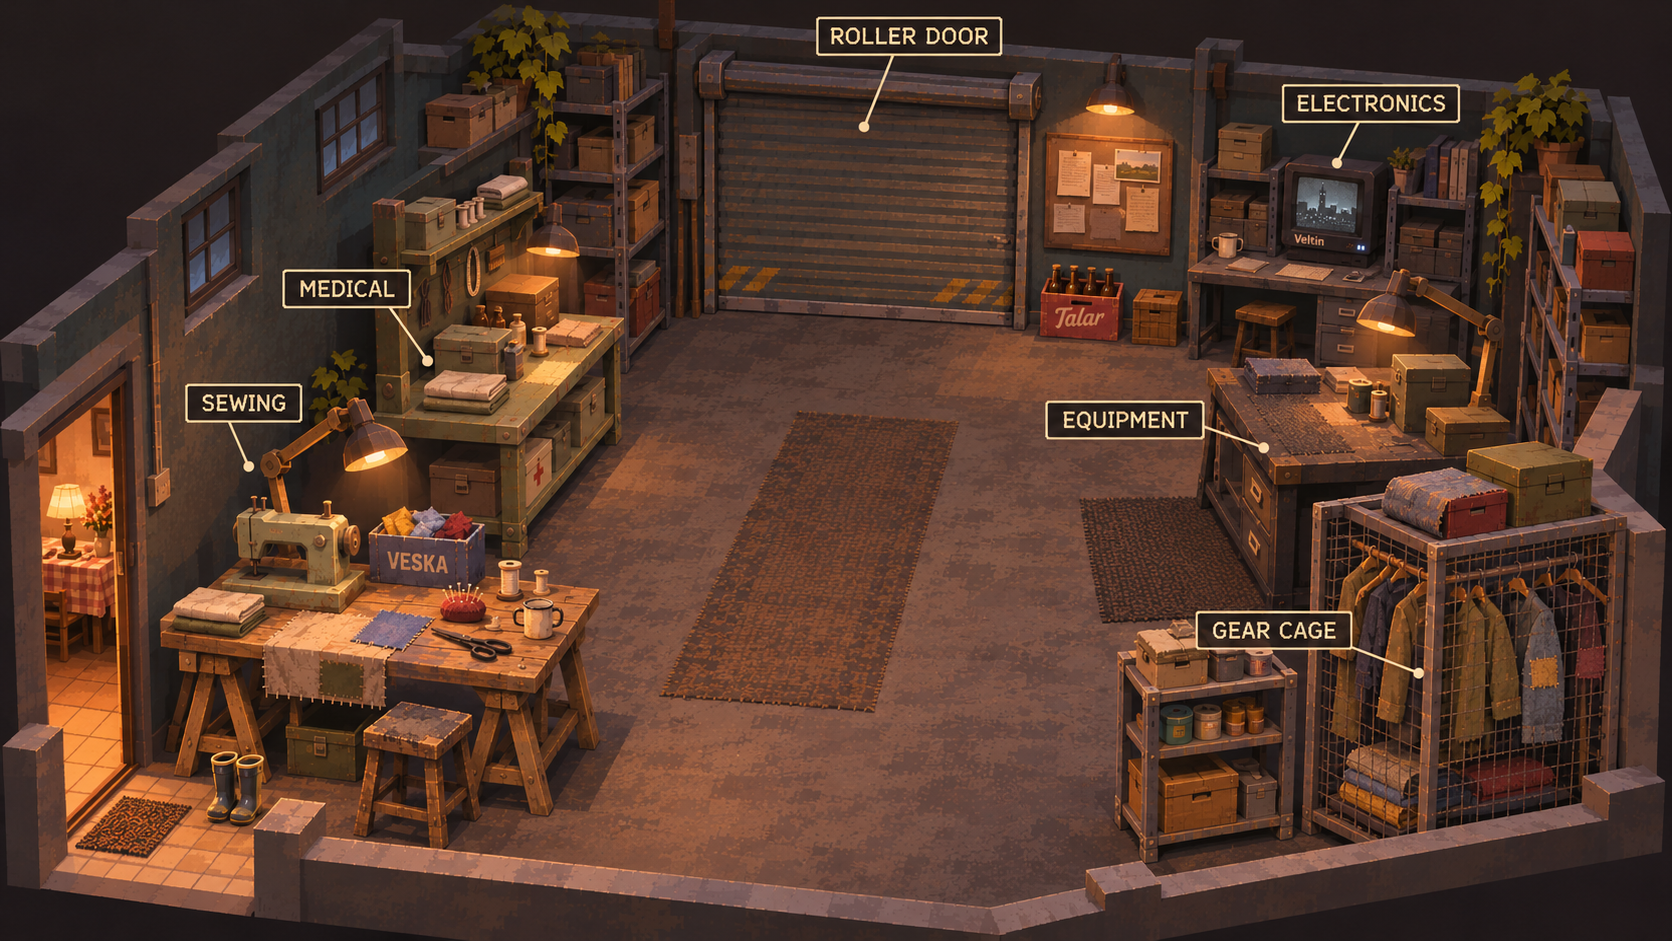 ROLLER DOOR
ELECTRONICS
Veltin
MEDICAL
Talar
SEWING
EQUIPMENT
VESKA
GEAR CAGE